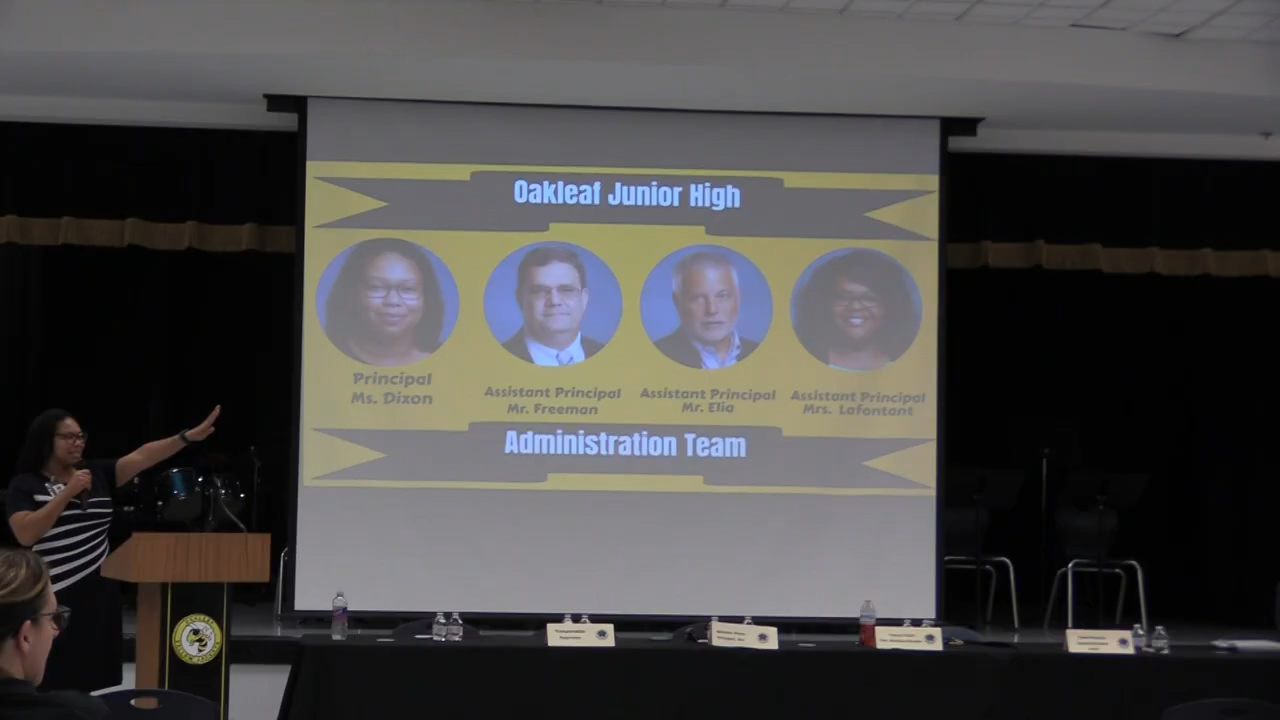 Oakleaf Junior High
Principal
Ms. Dixon
Assistant Principal
Mr. Freeman
Assistant Principal
Mr. Elia
Assistant Principal
Mrs. Lafontant
Administration Team